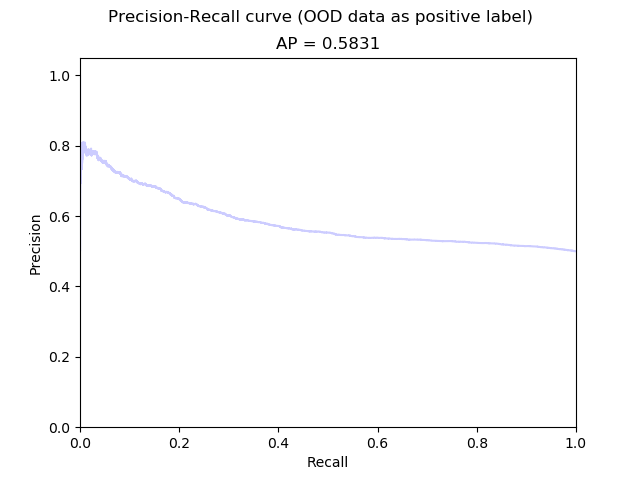 Precision-Recall curve (OOD data as positive label)
AP = 0.5831
1.0
0.8
0.6
0.4
0.2
0.0
Precision
0.0 0.2 0.4 0.6 0.8 1.0
Recall